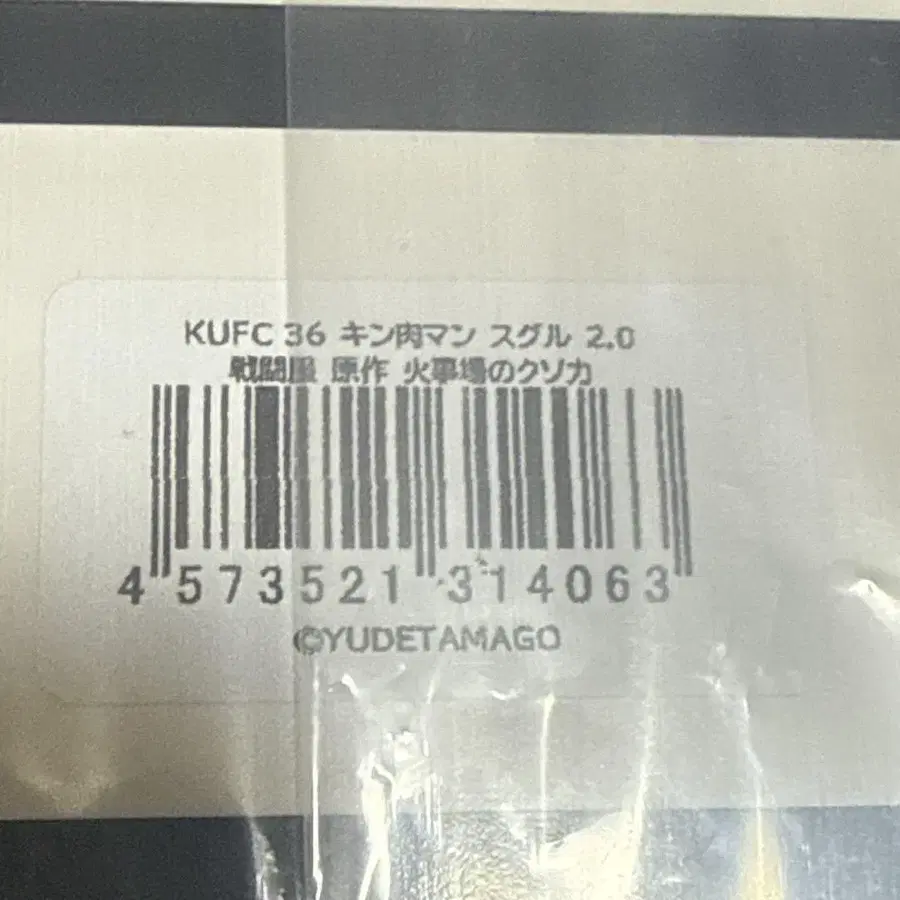 KUFC 36 キン肉マン スグル 2.0
戦闘服 原作 火事場のクソ力
4 573521 314063
©YUDETAMAGO